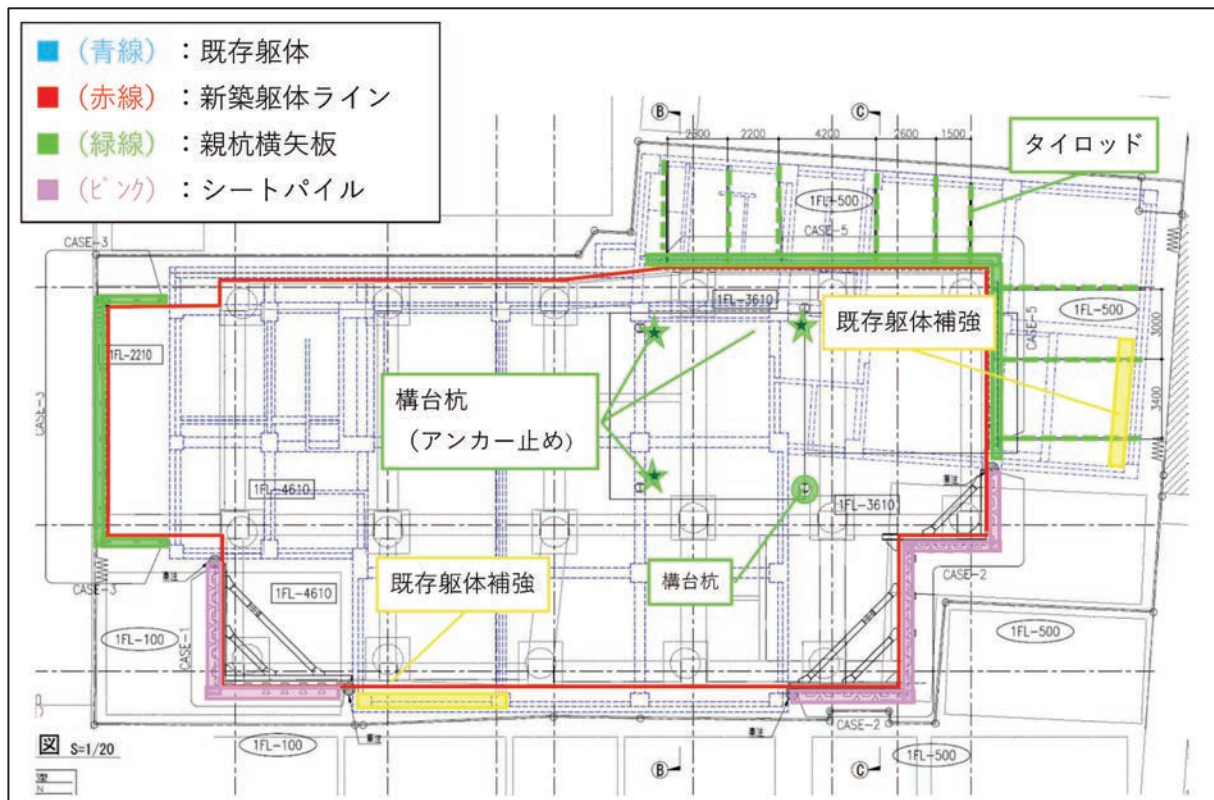 ■ (青線) ：既存躯体
■ (赤線) ：新築躯体ライン
■ (緑線) ：親杭横矢板
■ (ﾋﾟﾝｸ) ：シートパイル
B
C
2600
2200
4200
2600
1500
タイロッド
1FL-500
CASE-3
CASE-5
1FL-3610
既存躯体補強
CASE-5
1FL-500
3000
3400
1FL-2210
CASE-3
構台杭
（アンカー止め）
1FL-4610
1FL-3610
CASE-3
既存躯体補強
構台杭
CASE-2
1FL-4610
1FL-100
CASE-1
1FL-500
CASE-2
図 S=1/20
1FL-100
B
C
1FL-500